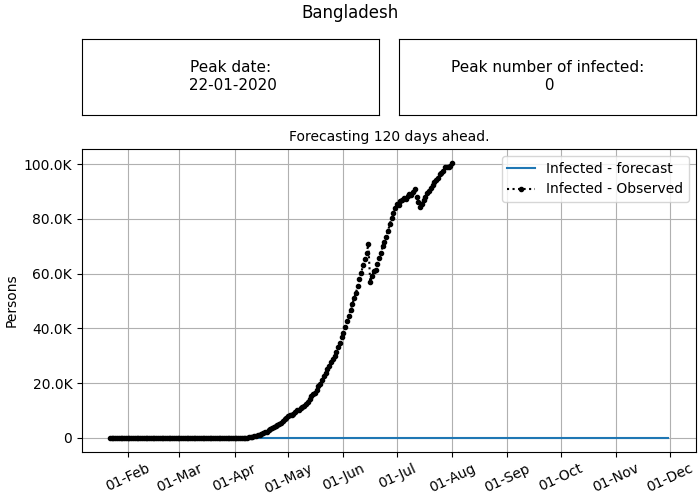 Bangladesh
Peak date:
22-01-2020
Peak number of infected:
0
Forecasting 120 days ahead.
Infected - forecast
Infected - Observed
Persons
100.0K
80.0K
60.0K
40.0K
20.0K
0
01-Feb
01-Mar
01-Apr
01-May
01-Jun
01-Jul
01-Aug
01-Sep
01-Oct
01-Nov
01-Dec